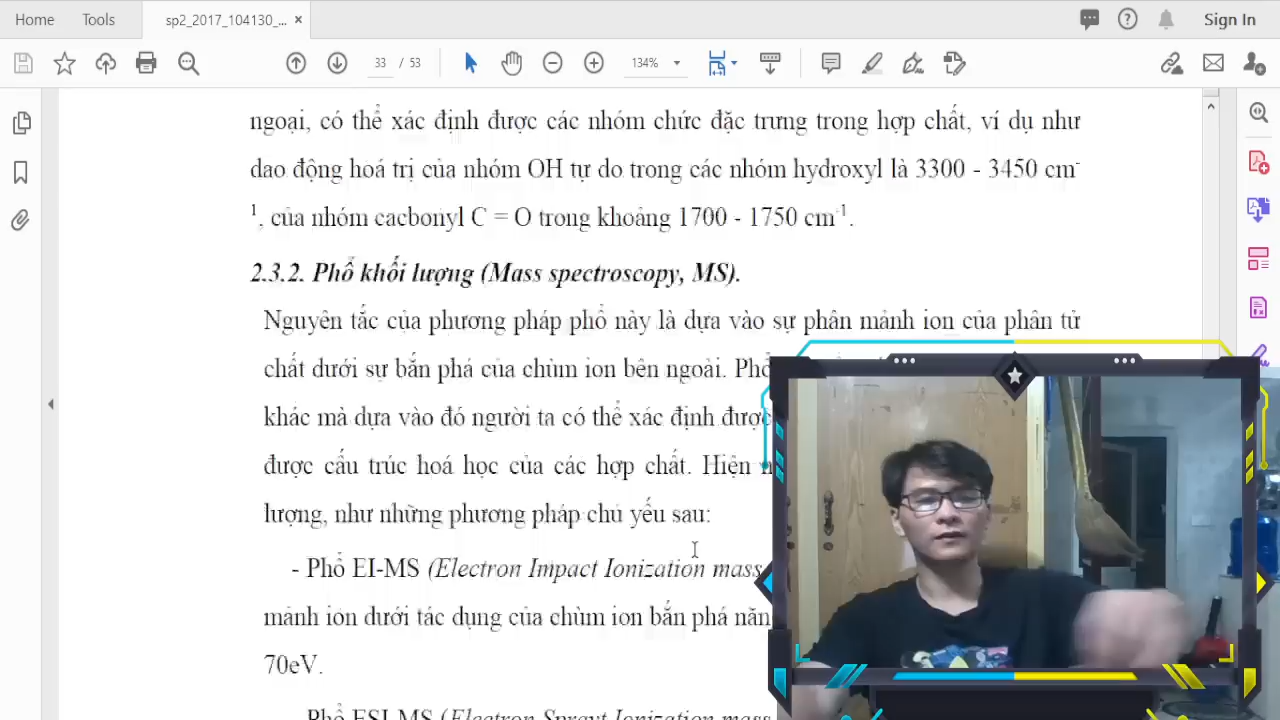 Home Tools sp2_2017_104130_... × Sign In
33 / 53 134%
ngoại, có thể xác định được các nhóm chức đặc trưng trong hợp chất, ví dụ như
dao động hoá trị của nhóm OH tự do trong các nhóm hydroxyl là 3300 - 3450 cm-
1, của nhóm cacbonyl C = O trong khoảng 1700 - 1750 cm-1.
2.3.2. Phổ khối lượng (Mass spectroscopy, MS).
Nguyên tắc của phương pháp phổ này là dựa vào sự phân mảnh ion của phân tử
chất dưới sự bắn phá của chùm ion bên ngoài. Phổ
khác mà dựa vào đó người ta có thể xác định được
được cấu trúc hoá học của các hợp chất. Hiện
lượng, như những phương pháp chủ yếu sau:
- Phổ EI-MS (Electron Impact Ionization mass
mảnh ion dưới tác dụng của chùm ion bắn phá năn
70eV.
Phổ ESI-MS (Electron Sprayt Ionization mass